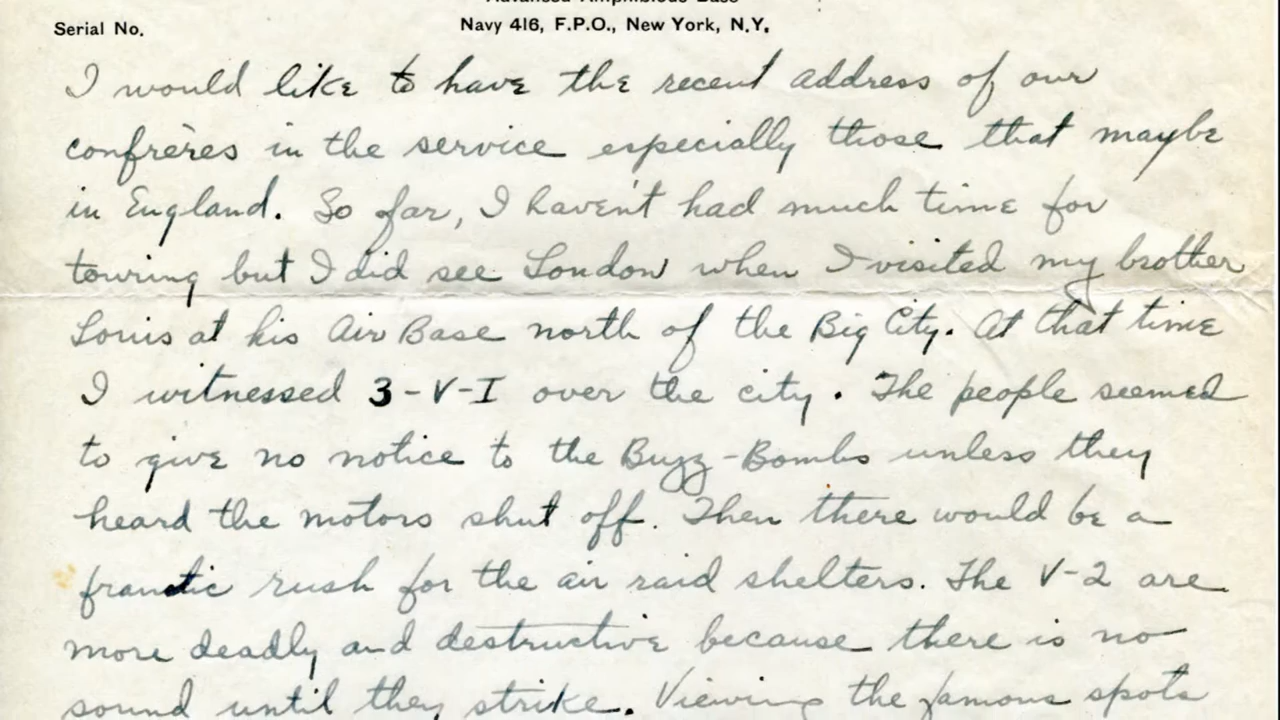 Advanced Amphibious Base
Serial No.
Navy 416, F.P.O., New York, N.Y.
I would like to have the recent address of our
confrères in the service especially those that maybe
in England. So far, I haven't had much time for
touring but I did see London when I visited my brother
Louis at his Air Base north of the Big City. At that time
I witnessed 3-V-I over the city. The people seemed
to give no notice to the Buzz-Bombs unless they
heard the motors shut off. Then there would be a
frantic rush for the air raid shelters. The V-2 are
more deadly and destructive because there is no
sound until they strike. Viewing the famous spots